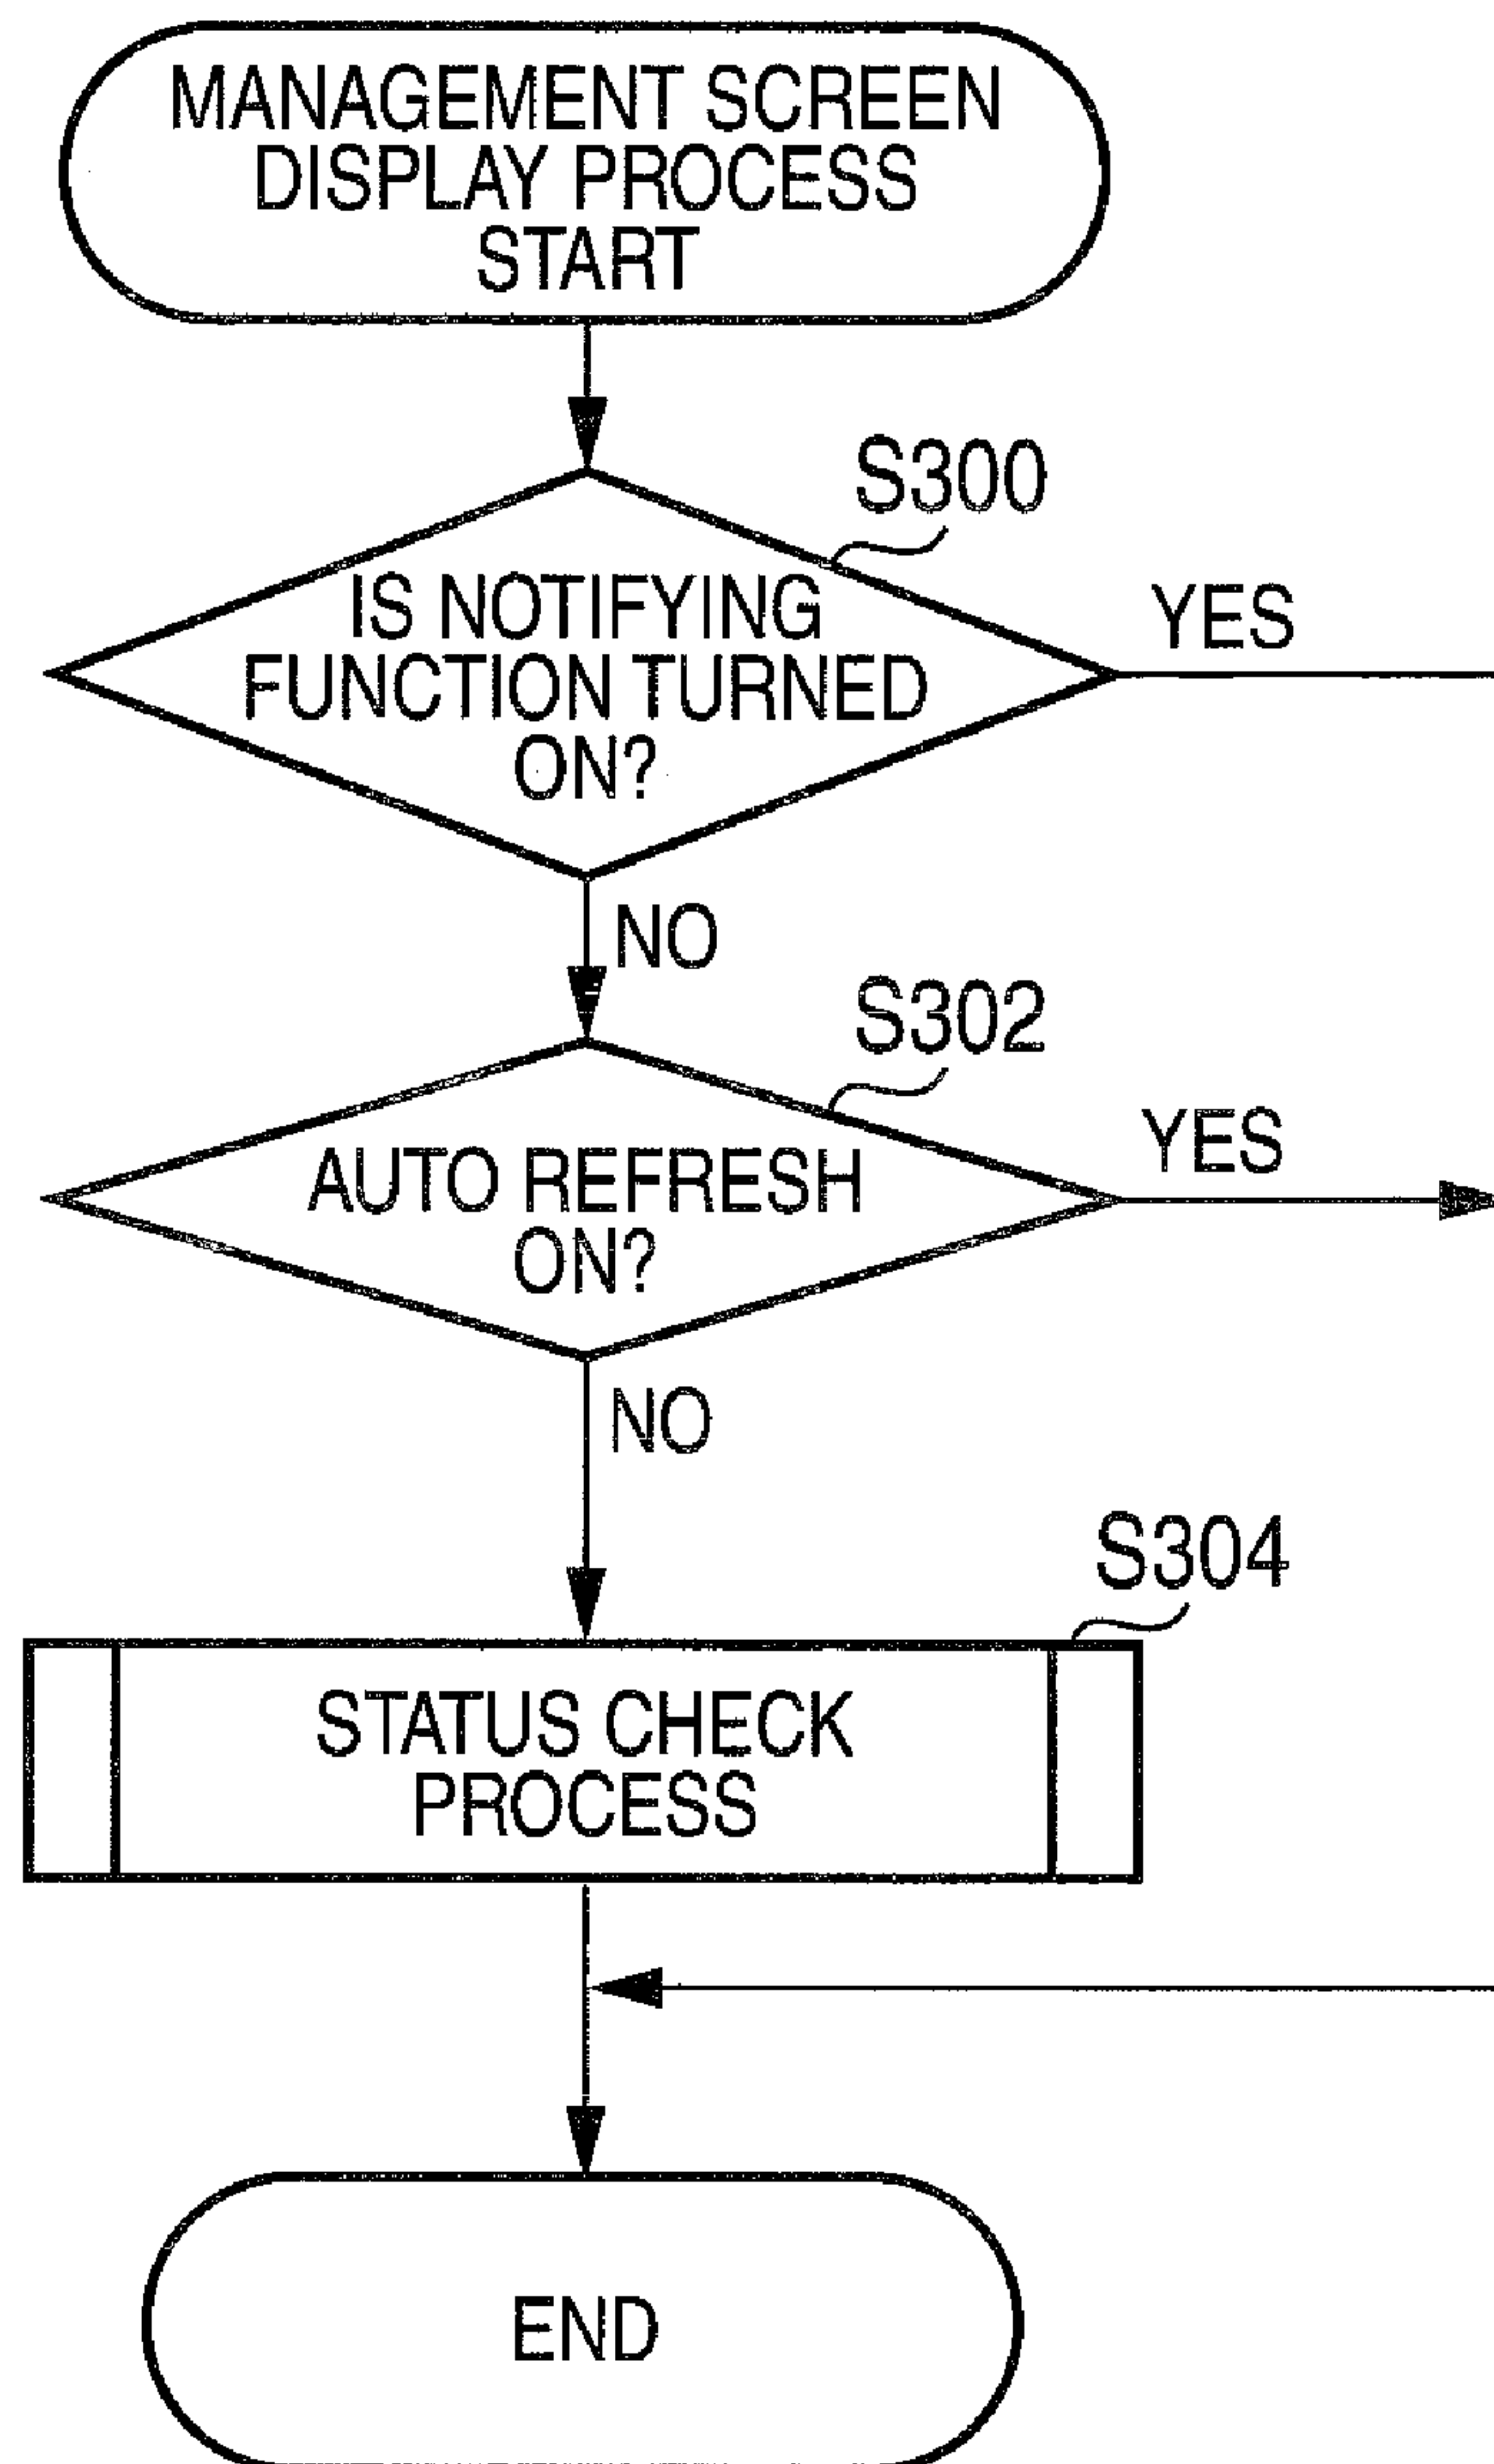 MANAGEMENT SCREEN
DISPLAY PROCESS
START
S300
IS NOTIFYING
FUNCTION TURNED
ON?
YES
NO
S302
AUTO REFRESH
ON?
YES
NO
S304
STATUS CHECK
PROCESS
END